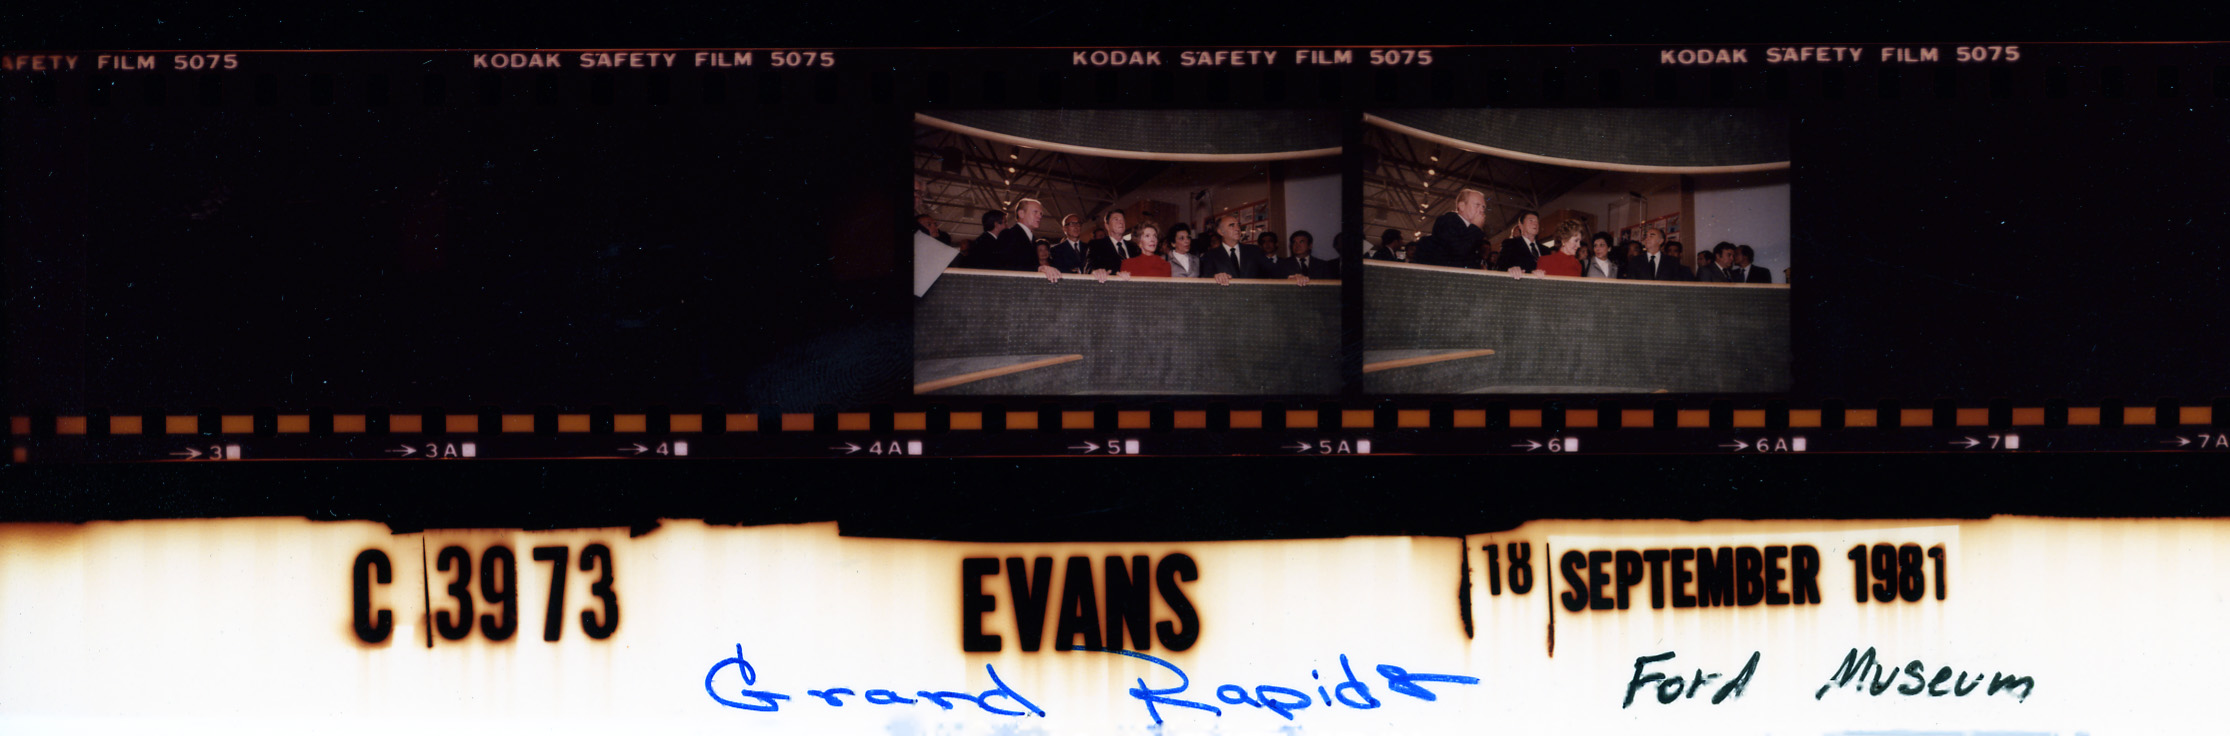 AFETY FILM 5075 KODAK SAFETY FILM 5075 KODAK SAFETY FILM 5075 KODAK SAFETY FILM 5075
→3 →3A →4 →4A →5 →5A →6 →6A →7 →7A
C 3973 EVANS 18 SEPTEMBER 1981
Grand Rapids Ford Museum